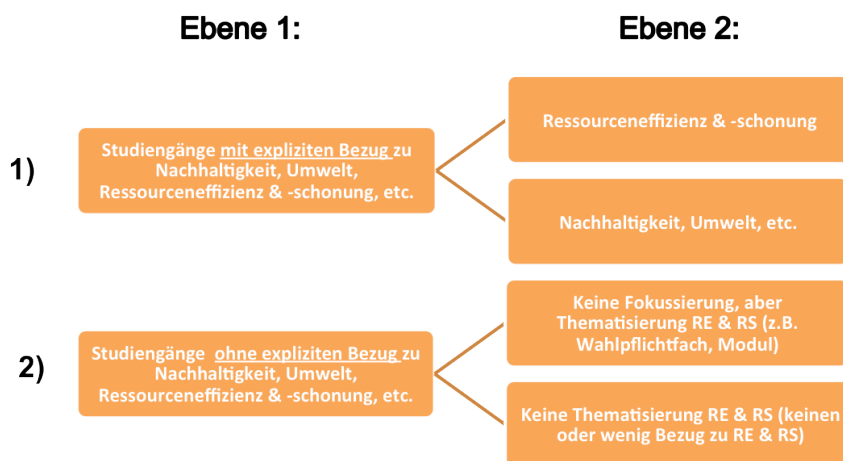 Ebene 1:
Ebene 2:
1)
Studiengänge mit expliziten Bezug zu
Nachhaltigkeit, Umwelt,
Ressourceneffizienz & -schonung, etc.
Ressourceneffizienz & -schonung
Nachhaltigkeit, Umwelt, etc.
2)
Studiengänge ohne expliziten Bezug zu
Nachhaltigkeit, Umwelt,
Ressourceneffizienz & -schonung, etc.
Keine Fokussierung, aber
Thematisierung RE & RS (z.B.
Wahlpflichtfach, Modul)
Keine Thematisierung RE & RS (keinen
oder wenig Bezug zu RE & RS)